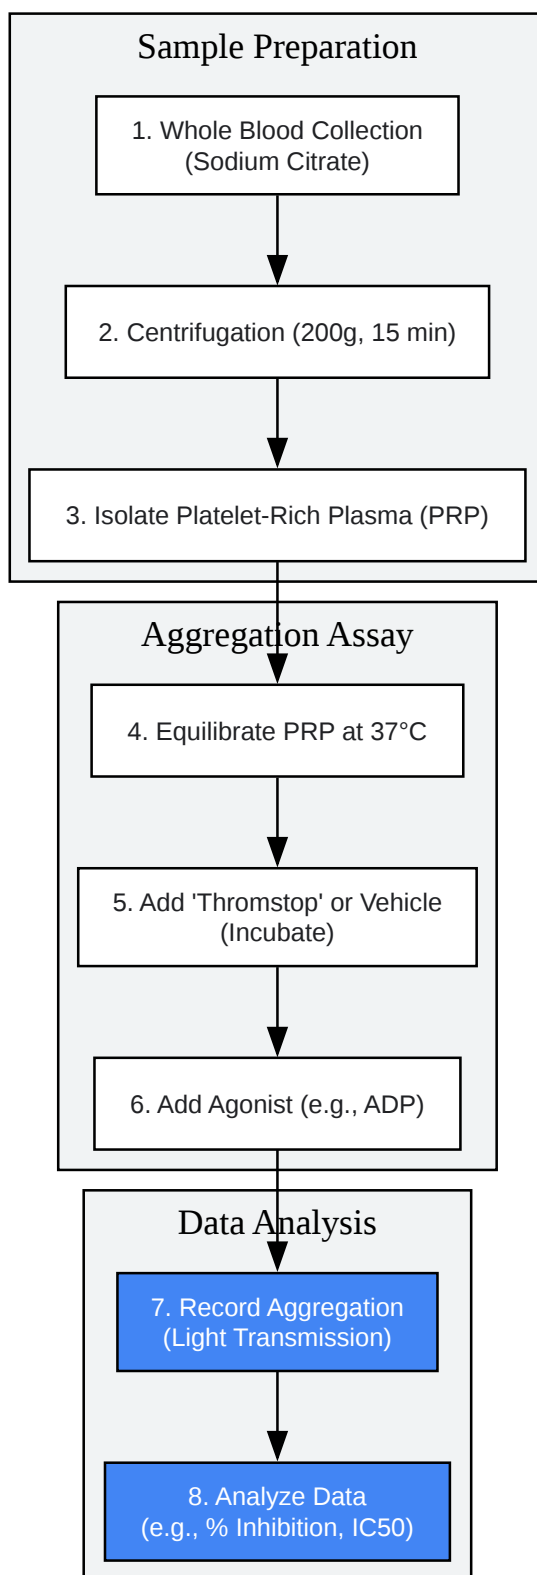 Sample Preparation
1. Whole Blood Collection
(Sodium Citrate)
2. Centrifugation (200g, 15 min)
3. Isolate Platelet-Rich Plasma (PRP)
Aggregation Assay
4. Equilibrate PRP at 37°C
5. Add 'Thromstop' or Vehicle
(Incubate)
6. Add Agonist (e.g., ADP)
Data Analysis
7. Record Aggregation
(Light Transmission)
8. Analyze Data
(e.g., % Inhibition, IC50)